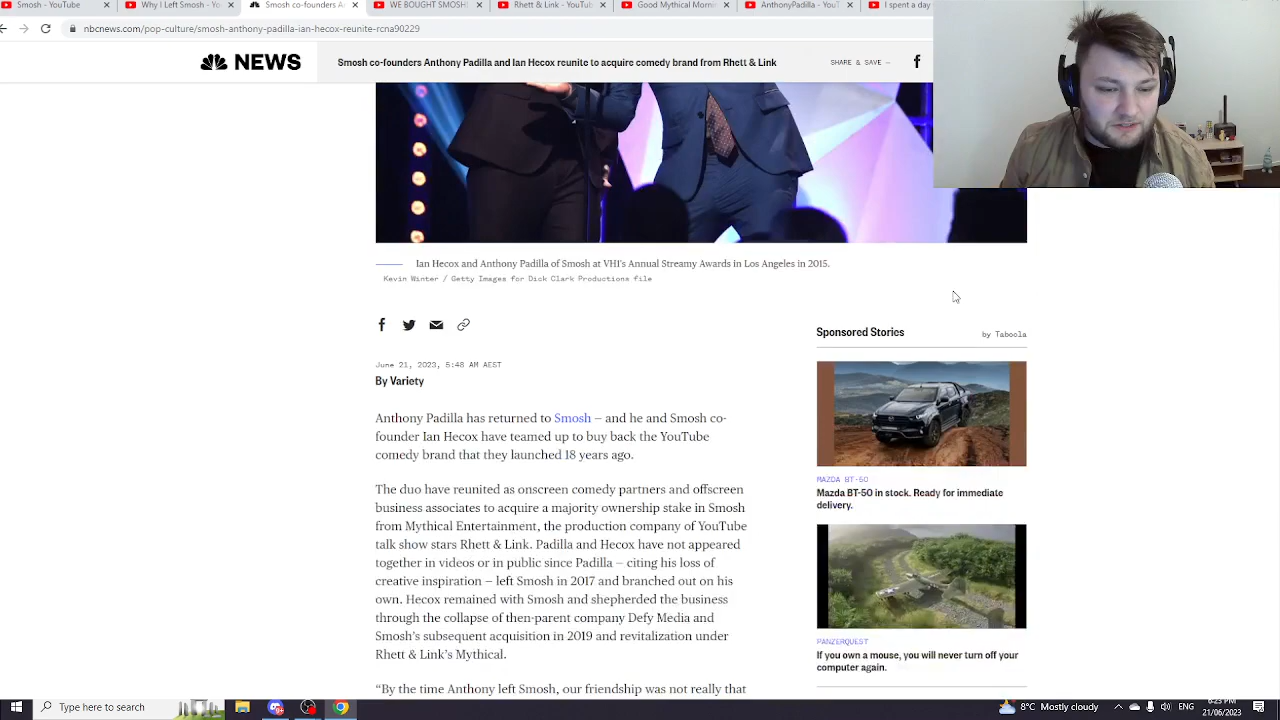 Smosh - YouTube
Why I Left Smosh - Yo
Smosh co-founders An
WE BOUGHT SMOSH!
Rhett & Link - YouTub
Good Mythical Morne
AnthonyPadilla - YouT
I spent a day
nbcnews.com/pop-culture/smosh-anthony-padilla-ian-hecox-reunite-rcna90229
NEWS
Smosh co-founders Anthony Padilla and Ian Hecox reunite to acquire comedy brand from Rhett & Link
SHARE & SAVE —
Ian Hecox and Anthony Padilla of Smosh at VH1's Annual Streamy Awards in Los Angeles in 2015.
Kevin Winter / Getty Images for Dick Clark Productions file
Sponsored Stories
by Taboola
June 21, 2023, 5:48 AM AEST
By Variety
Anthony Padilla has returned to Smosh — and he and Smosh co-
founder Ian Hecox have teamed up to buy back the YouTube
comedy brand that they launched 18 years ago.
The duo have reunited as onscreen comedy partners and offscreen
business associates to acquire a majority ownership stake in Smosh
from Mythical Entertainment, the production company of YouTube
talk show stars Rhett & Link. Padilla and Hecox have not appeared
together in videos or in public since Padilla — citing his loss of
creative inspiration — left Smosh in 2017 and branched out on his
own. Hecox remained with Smosh and shepherded the business
through the collapse of then-parent company Defy Media and
Smosh's subsequent acquisition in 2019 and revitalization under
Rhett & Link's Mythical.
"By the time Anthony left Smosh, our friendship was not really that
MAZDA BT-50
Mazda BT-50 in stock. Ready for immediate
delivery.
PANZERQUEST
If you own a mouse, you will never turn off your
computer again.
Type here to search
21/06/2023